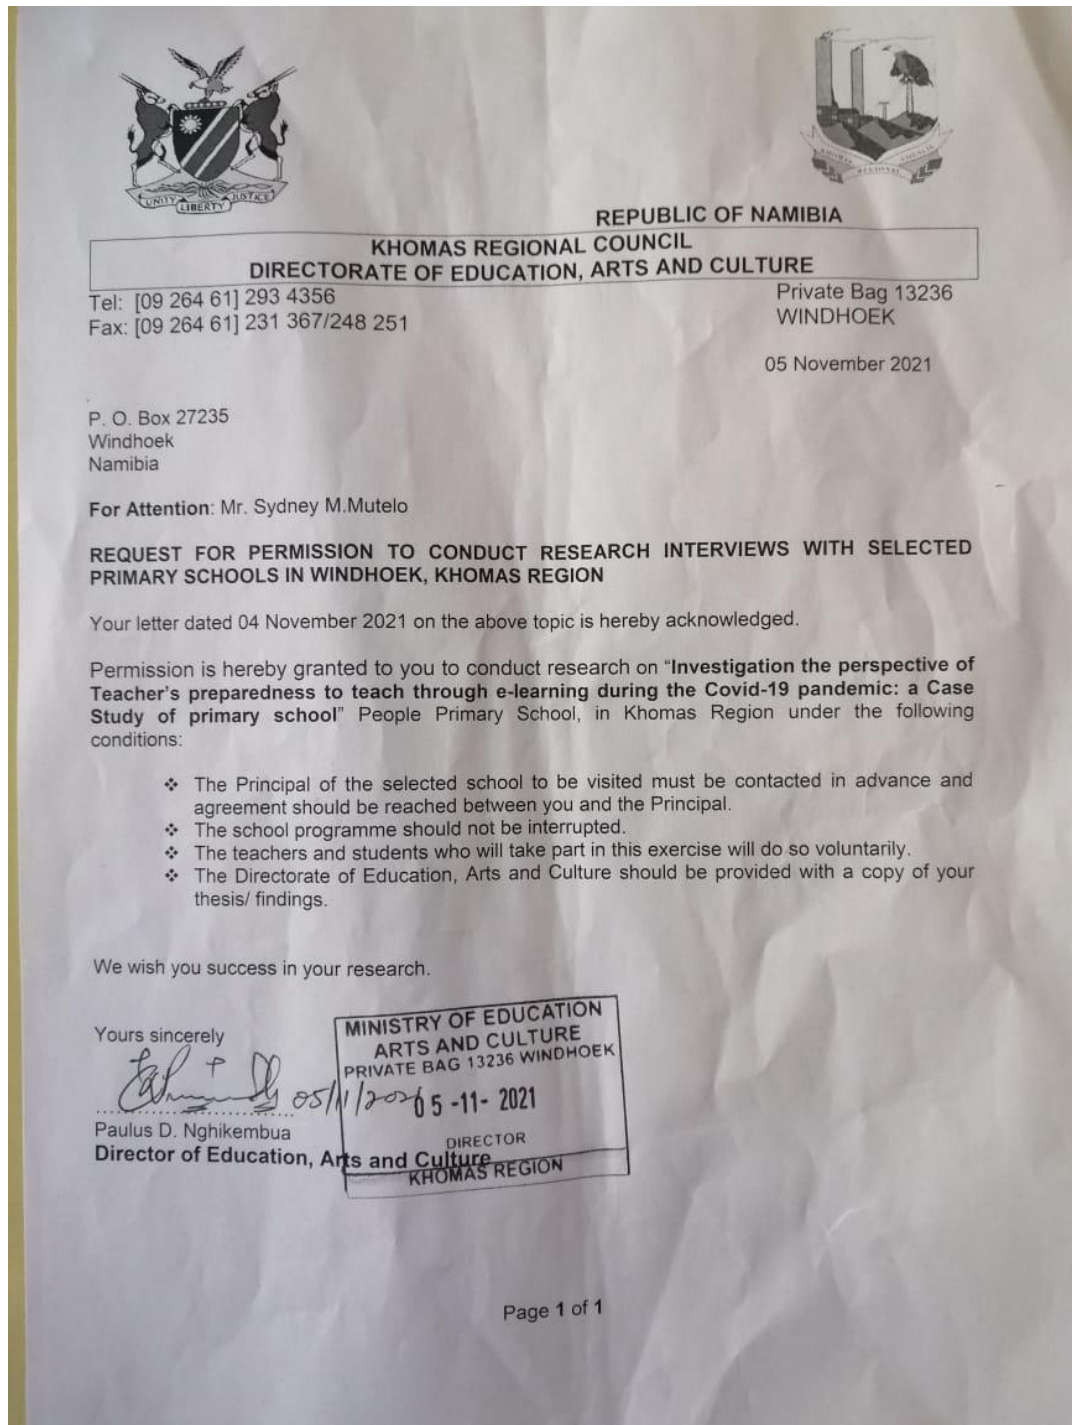 UNITY LIBERTY JUSTICE
KHOMAS REGIONAL COUNCIL
REPUBLIC OF NAMIBIA
KHOMAS REGIONAL COUNCIL
DIRECTORATE OF EDUCATION, ARTS AND CULTURE
Tel: [09 264 61] 293 4356
Fax: [09 264 61] 231 367/248 251
Private Bag 13236
WINDHOEK
05 November 2021
P. O. Box 27235
Windhoek
Namibia
For Attention: Mr. Sydney M.Mutelo
REQUEST FOR PERMISSION TO CONDUCT RESEARCH INTERVIEWS WITH SELECTED
PRIMARY SCHOOLS IN WINDHOEK, KHOMAS REGION
Your letter dated 04 November 2021 on the above topic is hereby acknowledged.
Permission is hereby granted to you to conduct research on “Investigation the perspective of
Teacher’s preparedness to teach through e-learning during the Covid-19 pandemic: a Case
Study of primary school” People Primary School, in Khomas Region under the following
conditions:
❖ The Principal of the selected school to be visited must be contacted in advance and
agreement should be reached between you and the Principal.
❖ The school programme should not be interrupted.
❖ The teachers and students who will take part in this exercise will do so voluntarily.
❖ The Directorate of Education, Arts and Culture should be provided with a copy of your
thesis/ findings.
We wish you success in your research.
Yours sincerely
05/11/202
Paulus D. Nghikembua
Director of Education, Arts and Culture
MINISTRY OF EDUCATION
ARTS AND CULTURE
PRIVATE BAG 13236 WINDHOEK
05 -11- 2021
DIRECTOR
KHOMAS REGION
Page 1 of 1